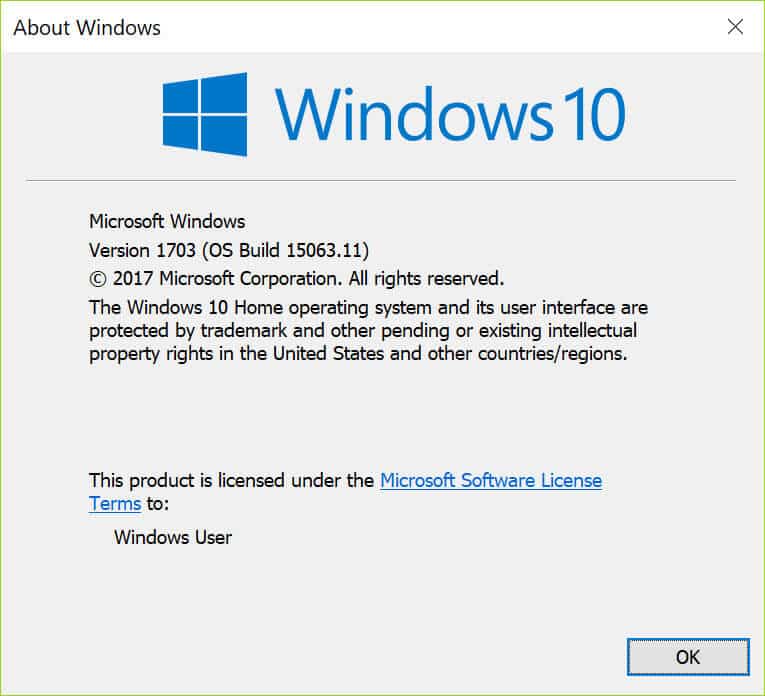 About Windows
Windows 10
Microsoft Windows
Version 1703 (OS Build 15063.11)
© 2017 Microsoft Corporation. All rights reserved.
The Windows 10 Home operating system and its user interface are
protected by trademark and other pending or existing intellectual
property rights in the United States and other countries/regions.
This product is licensed under the Microsoft Software License
Terms to:
Windows User
OK